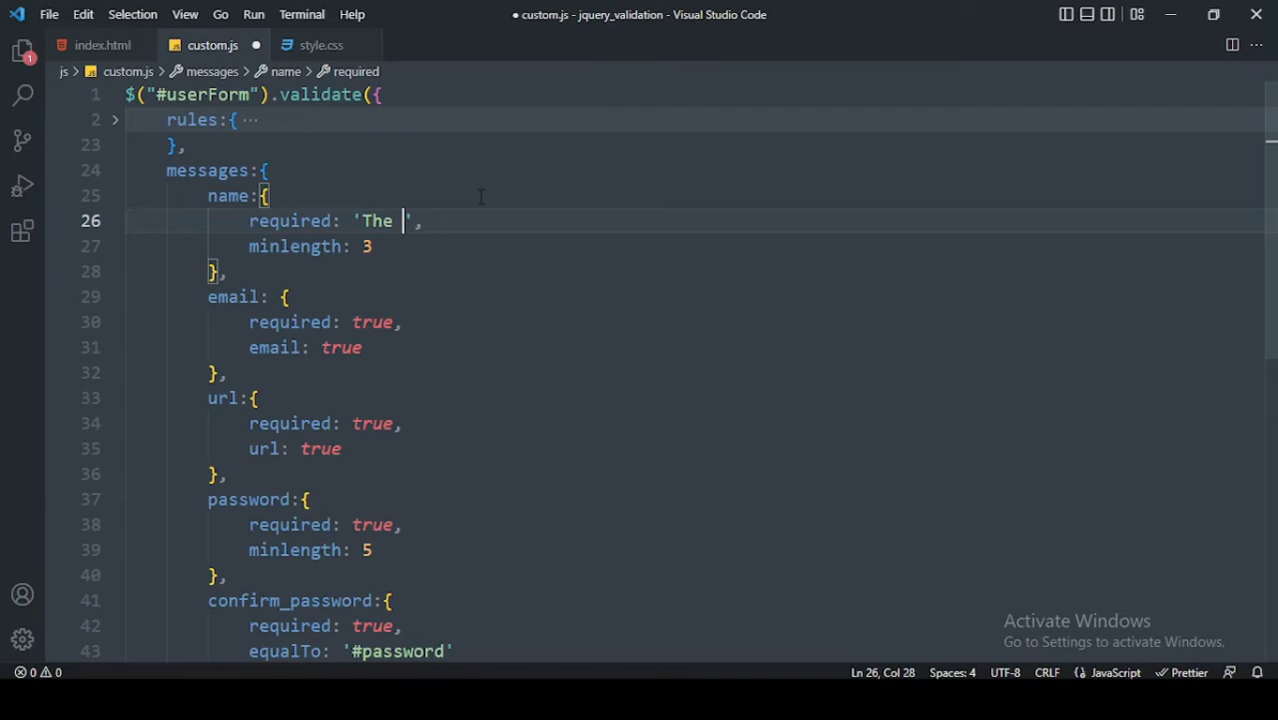 File Edit Selection View Go Run Terminal Help ● custom.js - jquery_validation - Visual Studio Code
index.html custom.js ● style.css
js > custom.js > messages > name > required
1 $("#userForm").validate({
2 rules:{ ...
23 },
24 messages:{
25 name:{
26 required: 'The ',
27 minlength: 3
28 },
29 email: {
30 required: true,
31 email: true
32 },
33 url:{
34 required: true,
35 url: true
36 },
37 password:{
38 required: true,
39 minlength: 5
40 },
41 confirm_password:{
42 required: true,
43 equalTo: '#password'
Activate Windows
Go to Settings to activate Windows.
1
0 0 Ln 26, Col 28 Spaces: 4 UTF-8 CRLF JavaScript Prettier